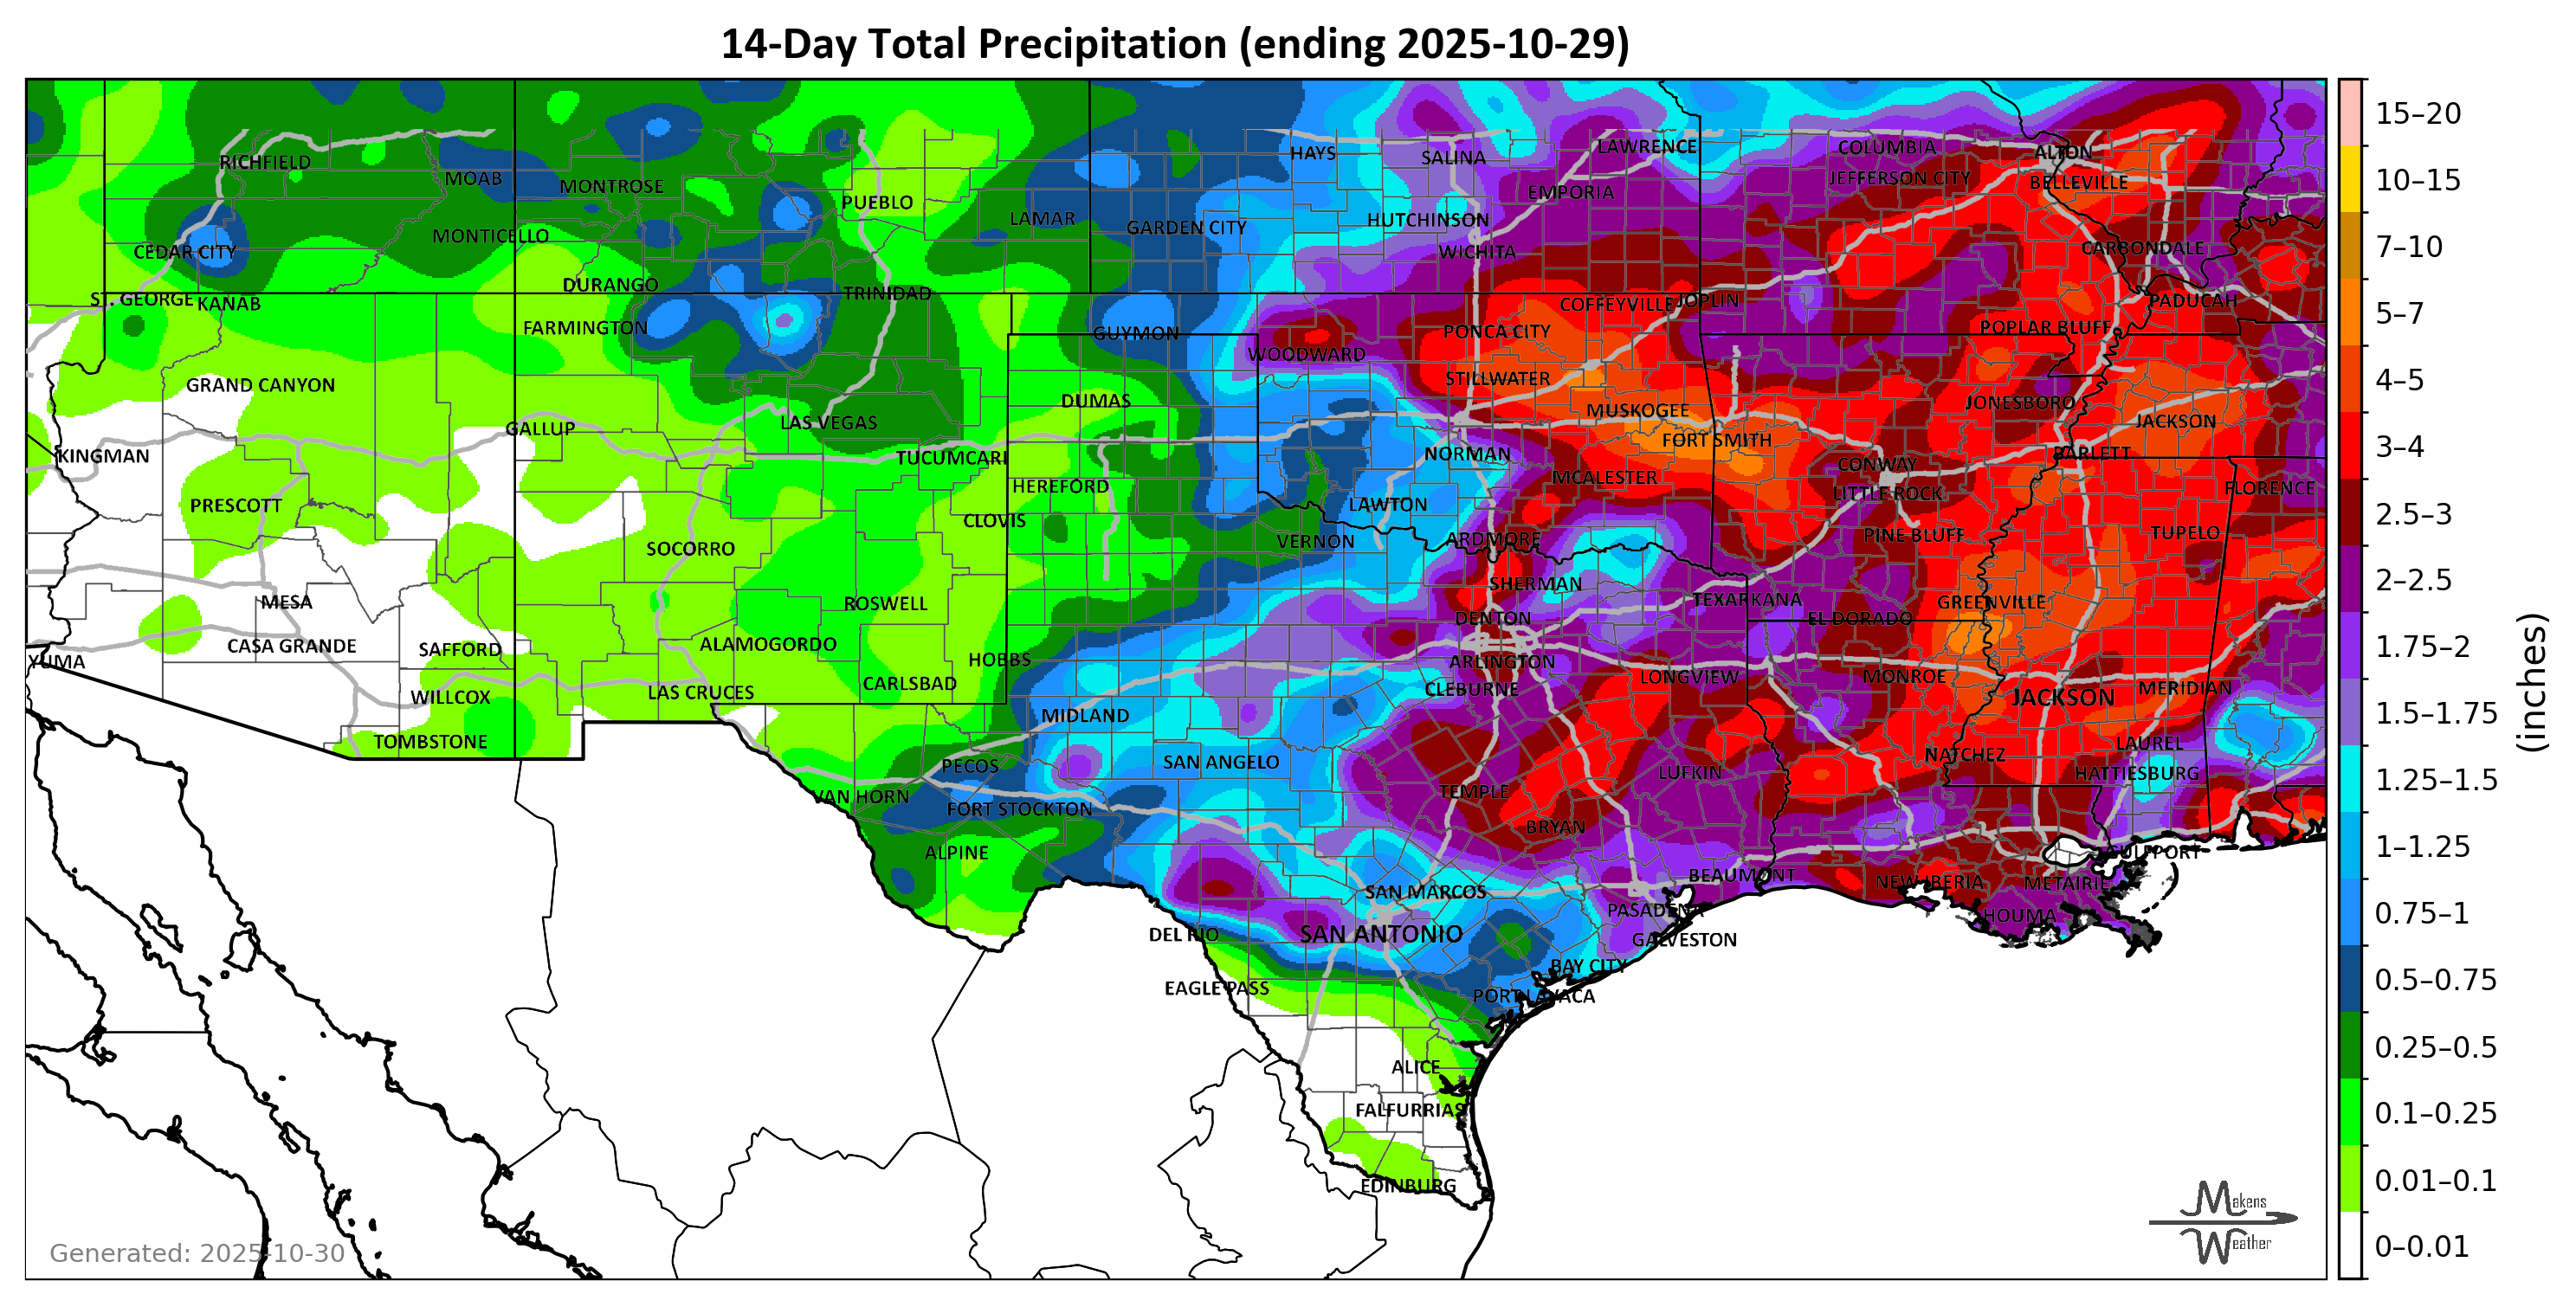 14-Day Total Precipitation (ending 2025-10-29)
RICHFIELD
MOAB
MONTROSE
PUEBLO
LAMAR
HAYS
SALINA
LAWRENCE
COLUMBIA
ALTON
EMPORIA
JEFFERSON CITY
BELLEVILLE
CEDAR CITY
MONTICELLO
GARDEN CITY
HUTCHINSON
WICHITA
CARBONDALE
ST. GEORGE
KANAB
DURANGO
TRINIDAD
COFFEYVILLE
JOPLIN
PADUCAH
FARMINGTON
GUYMON
PONCA CITY
POPLAR BLUFF
WOODWARD
GRAND CANYON
STILLWATER
DUMAS
MUSKOGEE
JONESBORO
GALLUP
LAS VEGAS
FORT SMITH
JACKSON
KINGMAN
TUCUMCARI
NORMAN
CONWAY
BARLETT
PRESCOTT
HEREFORD
LAWTON
MCALESTER
LITTLE ROCK
FLORENCE
CLOVIS
SOCORRO
VERNON
ARDMORE
PINE BLUFF
TUPELO
MESA
ROSWELL
SHERMAN
TEXARKANA
GREENVILLE
CASA GRANDE
SAFFORD
ALAMOGORDO
DENTON
EL DORADO
YUMA
HOBBS
ARLINGTON
WILLCOX
LAS CRUCES
CARLSBAD
CLEBURNE
LONGVIEW
MONROE
JACKSON
MERIDIAN
TOMBSTONE
MIDLAND
PECOS
SAN ANGELO
LUFKIN
NATCHEZ
LAUREL
HATTIESBURG
VAN HORN
FORT STOCKTON
TEMPLE
BRYAN
ALPINE
GULFPORT
SAN MARCOS
BEAUMONT
NEW IBERIA
METAIRIE
PASADENA
HOUMA
DEL RIO
SAN ANTONIO
GALVESTON
EAGLE PASS
BAY CITY
PORT LAVACA
ALICE
FALFURRIAS
EDINBURG
15–20
10–15
7–10
5–7
4–5
3–4
2.5–3
2–2.5
1.75–2
1.5–1.75
1.25–1.5
1–1.25
0.75–1
0.5–0.75
0.25–0.5
0.1–0.25
0.01–0.1
0–0.01
(inches)
Generated: 2025-10-30
Makens
Weather